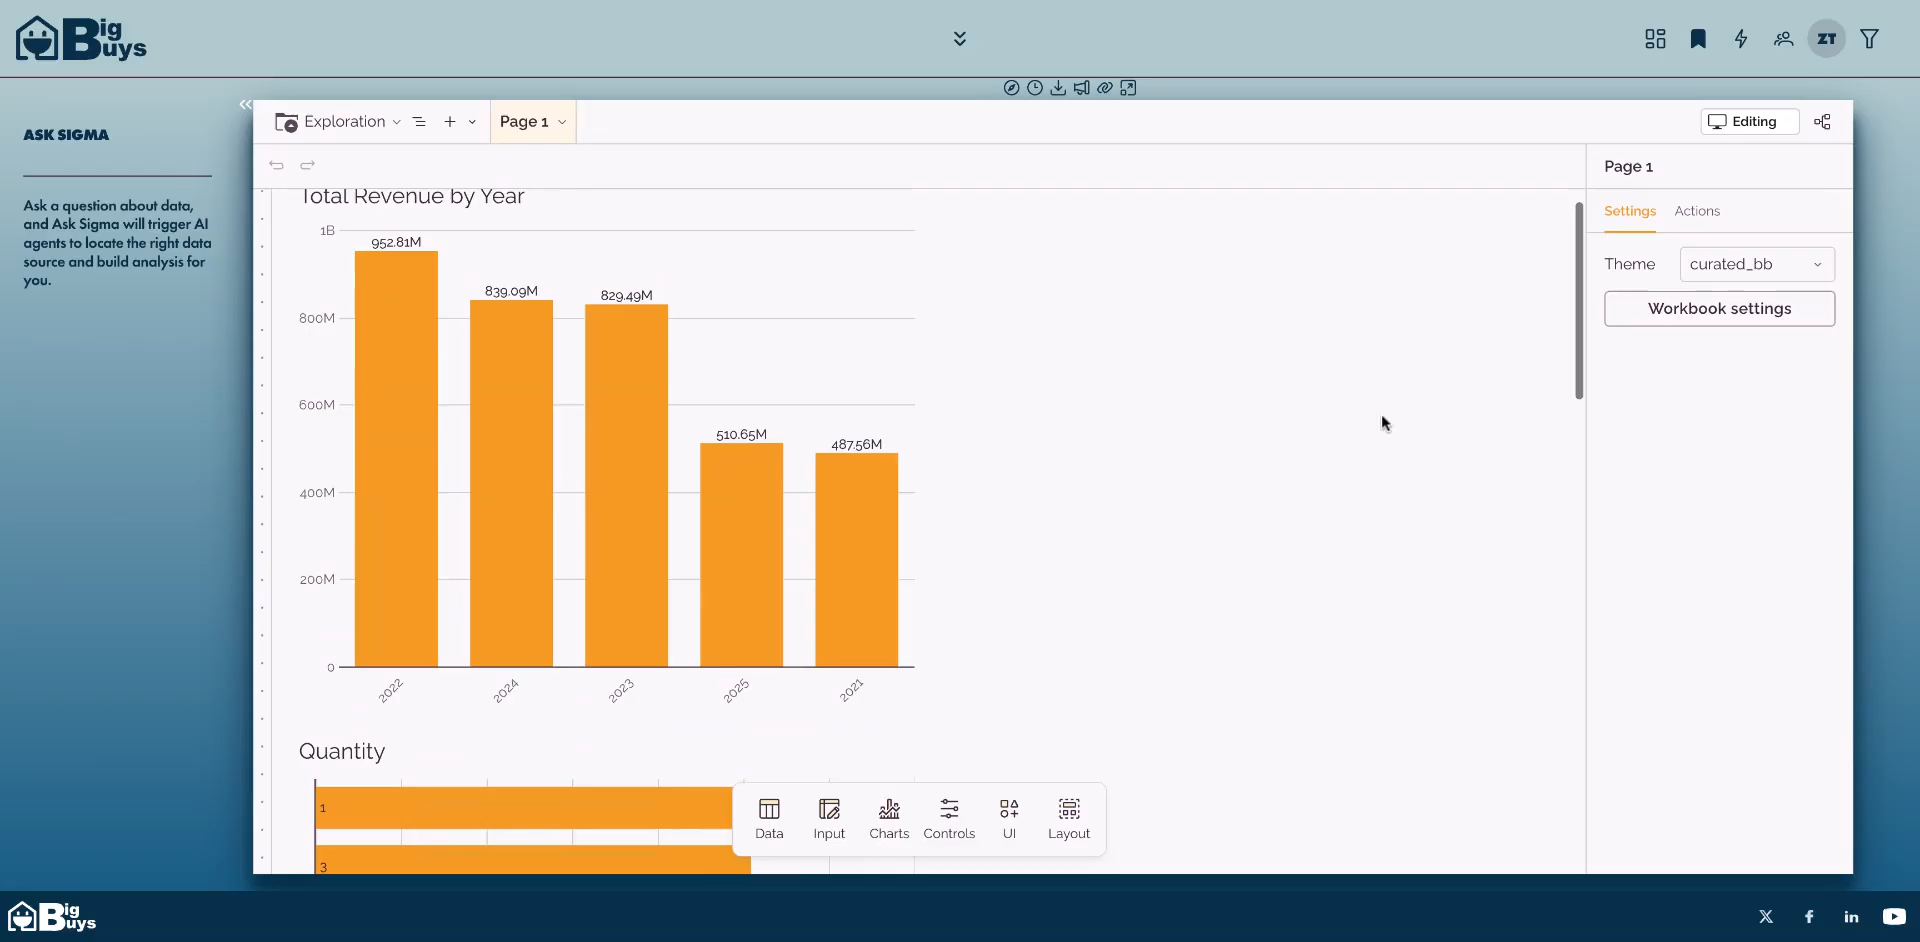 Big Buys
ZT
ASK SIGMA
Ask a question about data,
and Ask Sigma will trigger AI
agents to locate the right data
source and build analysis for
you.
Exploration
Page 1
Editing
Page 1
Settings
Actions
Theme
curated_bb
Workbook settings
Total Revenue by Year
1B
800M
600M
400M
200M
0
952.81M
839.09M
829.49M
510.65M
487.56M
2022
2024
2023
2025
2021
Quantity
1
3
Data
Input
Charts
Controls
UI
Layout
Big Buys
X
f
in